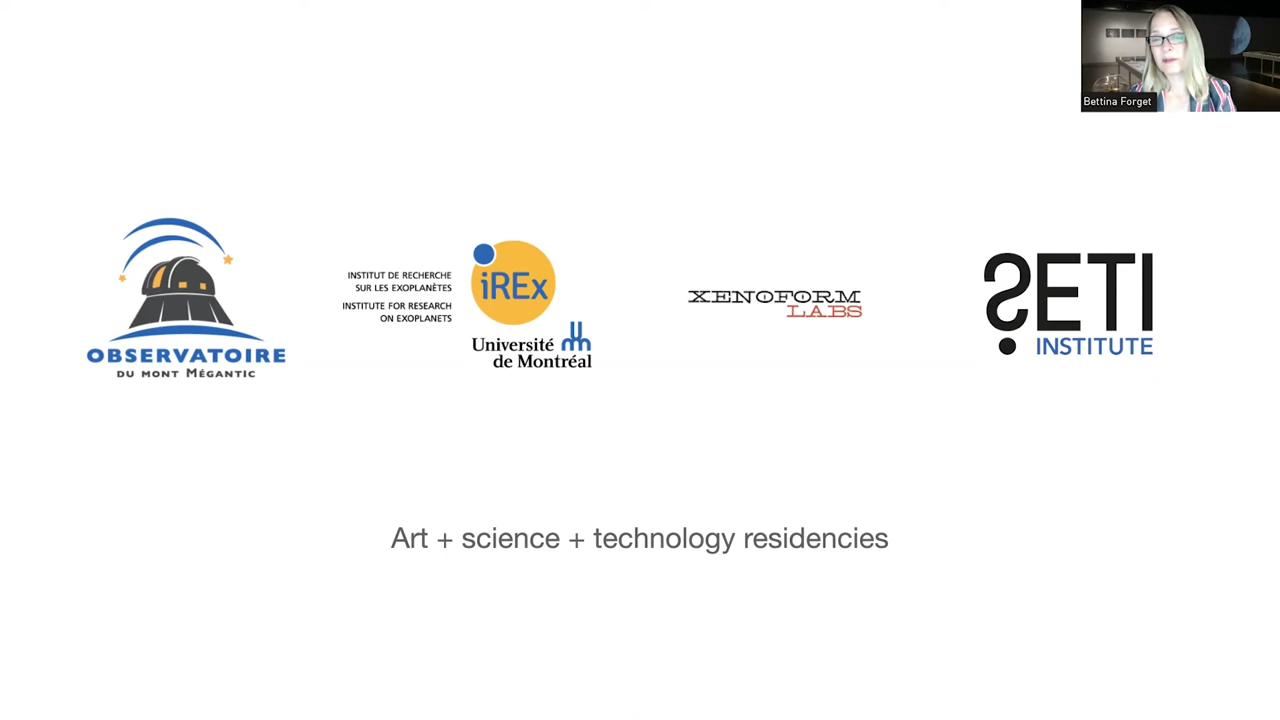 Bettina Forget
OBSERVATOIRE
DU MONT MÉGANTIC
INSTITUT DE RECHERCHE
SUR LES EXOPLANÈTES
INSTITUTE FOR RESEARCH
ON EXOPLANETS
iREx
Université
de Montréal
XENOFORM
LABS
SETI
INSTITUTE
Art + science + technology residencies